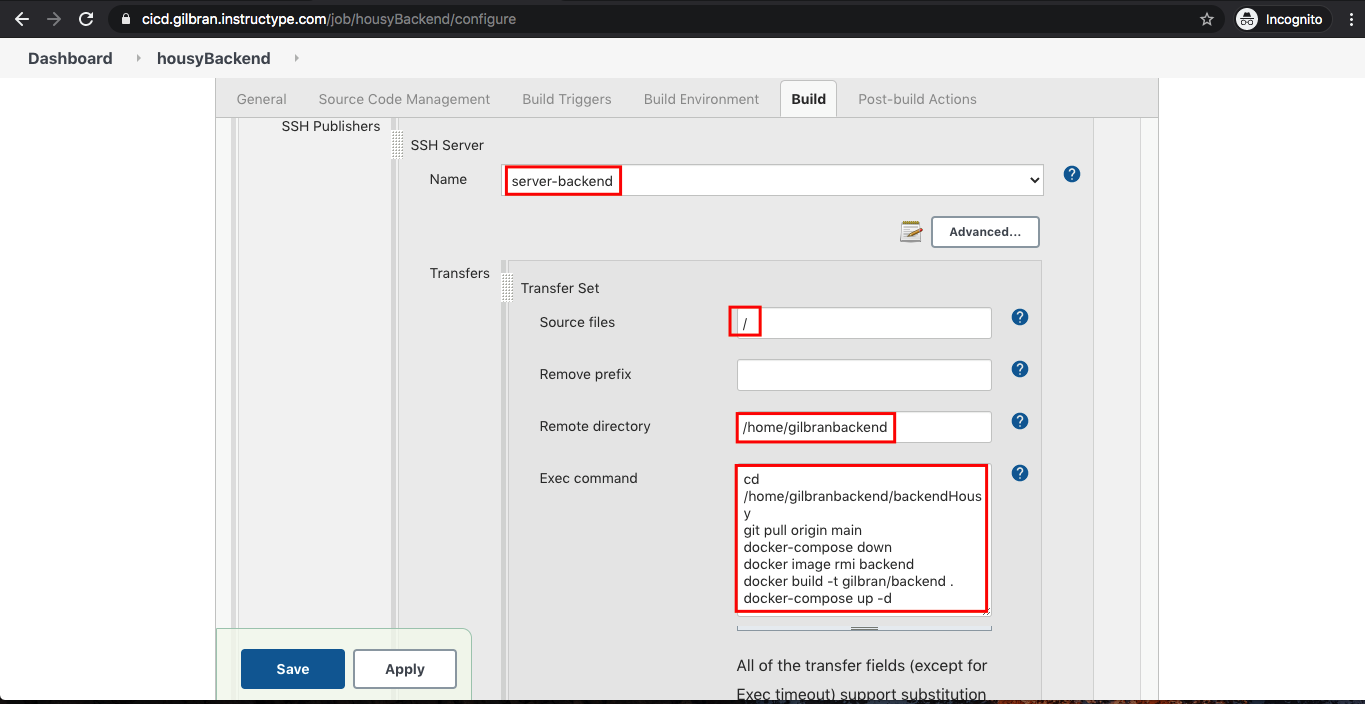 cicd.gilbran.instructype.com/job/housyBackend/configure
Incognito
Dashboard housyBackend
General Source Code Management Build Triggers Build Environment Build Post-build Actions
SSH Publishers
SSH Server
Name server-backend
Advanced...
Transfers
Transfer Set
Source files /
Remove prefix
Remote directory /home/gilbranbackend
Exec command cd
/home/gilbranbackend/backendHous
y
git pull origin main
docker-compose down
docker image rmi backend
docker build -t gilbran/backend .
docker-compose up -d
Save Apply
All of the transfer fields (except for
Exec timeout) support substitution